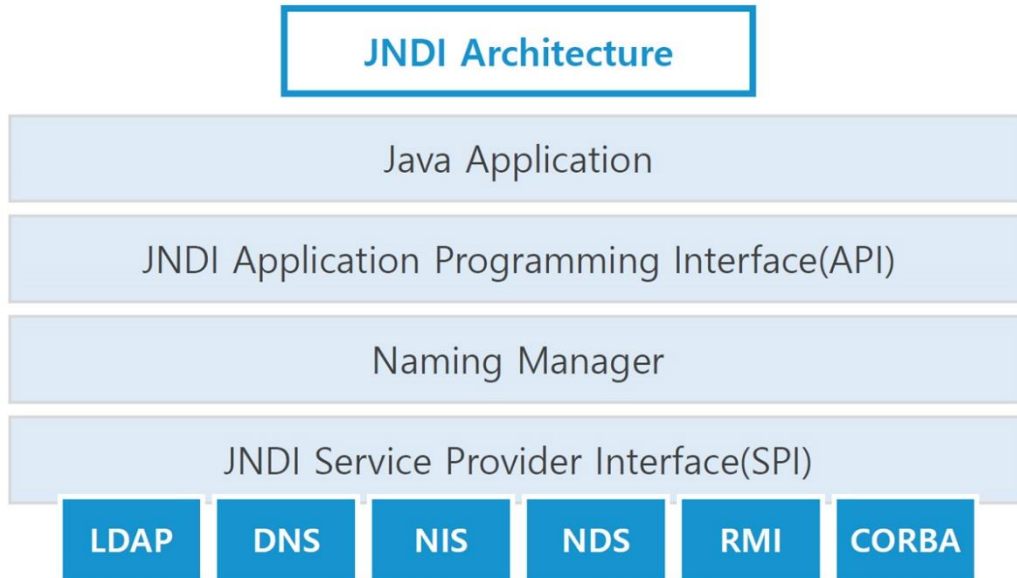 JNDI Architecture
Java Application
JNDI Application Programming Interface(API)
Naming Manager
JNDI Service Provider Interface(SPI)
LDAP DNS NIS NDS RMI CORBA